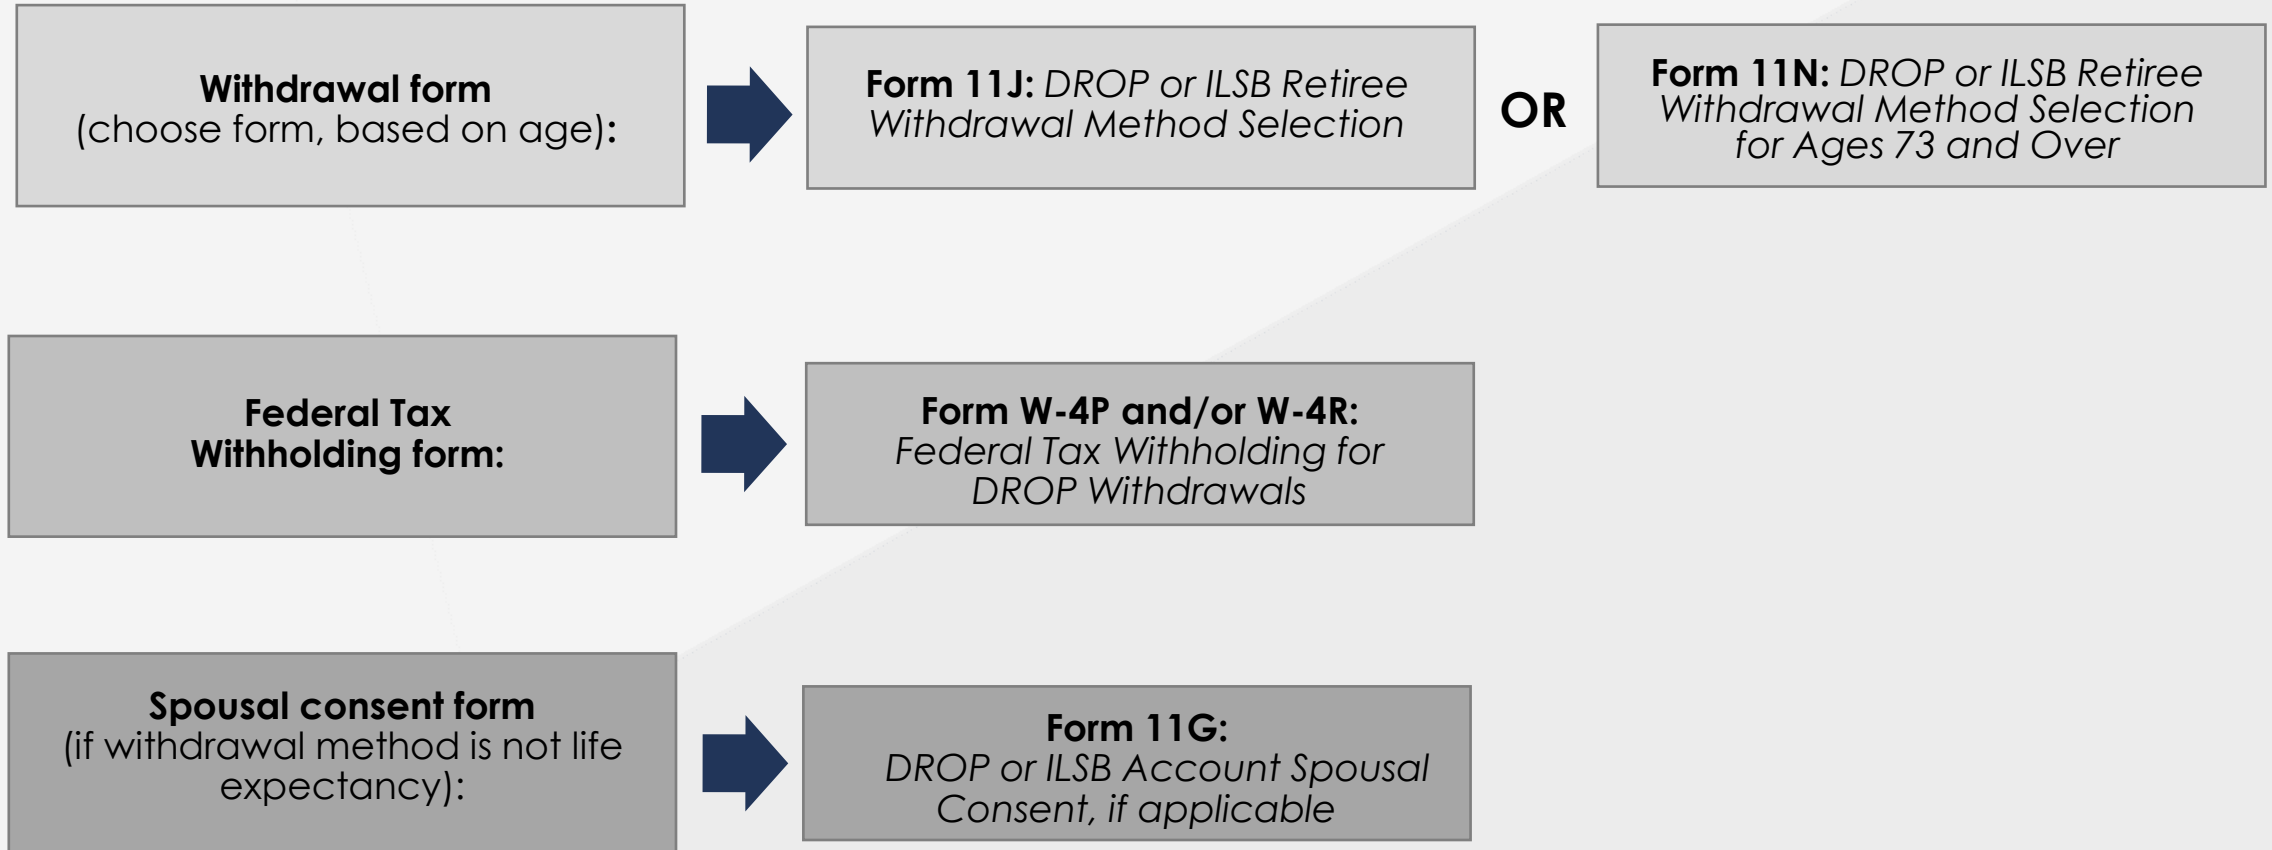 Withdrawal form
(choose form, based on age):
Form 11J: DROP or ILSB Retiree
Withdrawal Method Selection
OR
Form 11N: DROP or ILSB Retiree
Withdrawal Method Selection
for Ages 73 and Over
Federal Tax
Withholding form:
Form W-4P and/or W-4R:
Federal Tax Withholding for
DROP Withdrawals
Spousal consent form
(if withdrawal method is not life
expectancy):
Form 11G:
DROP or ILSB Account Spousal
Consent, if applicable